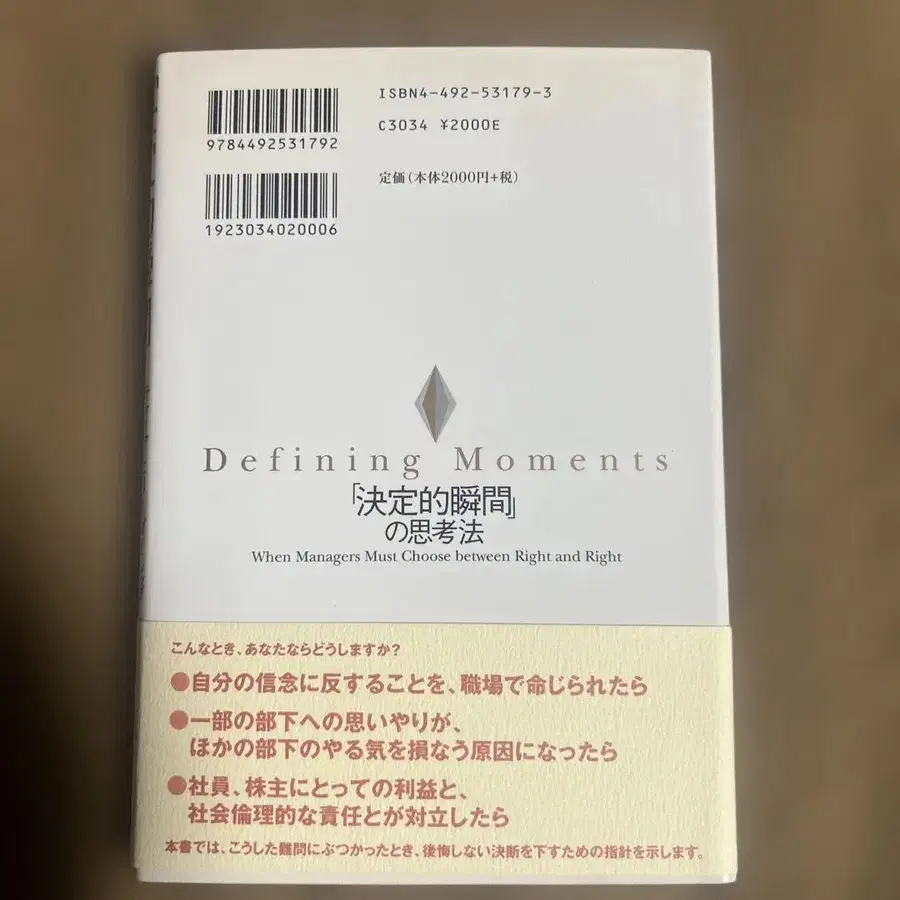 ISBN4-492-53179-3
C3034 ¥2000E
9784492531792
定価(本体2000円+税)
1923034020006
Defining Moments
「決定的瞬間」
の思考法
When Managers Must Choose between Right and Right
こんなとき、あなたならどうしますか?
●自分の信念に反することを、職場で命じられたら
●一部の部下への思いやりが、
ほかの部下のやる気を損なう原因になったら
●社員、株主にとっての利益と、
社会倫理的な責任とが対立したら
本書では、こうした難問にぶつかったとき、後悔しない決断を下すための指針を示します。